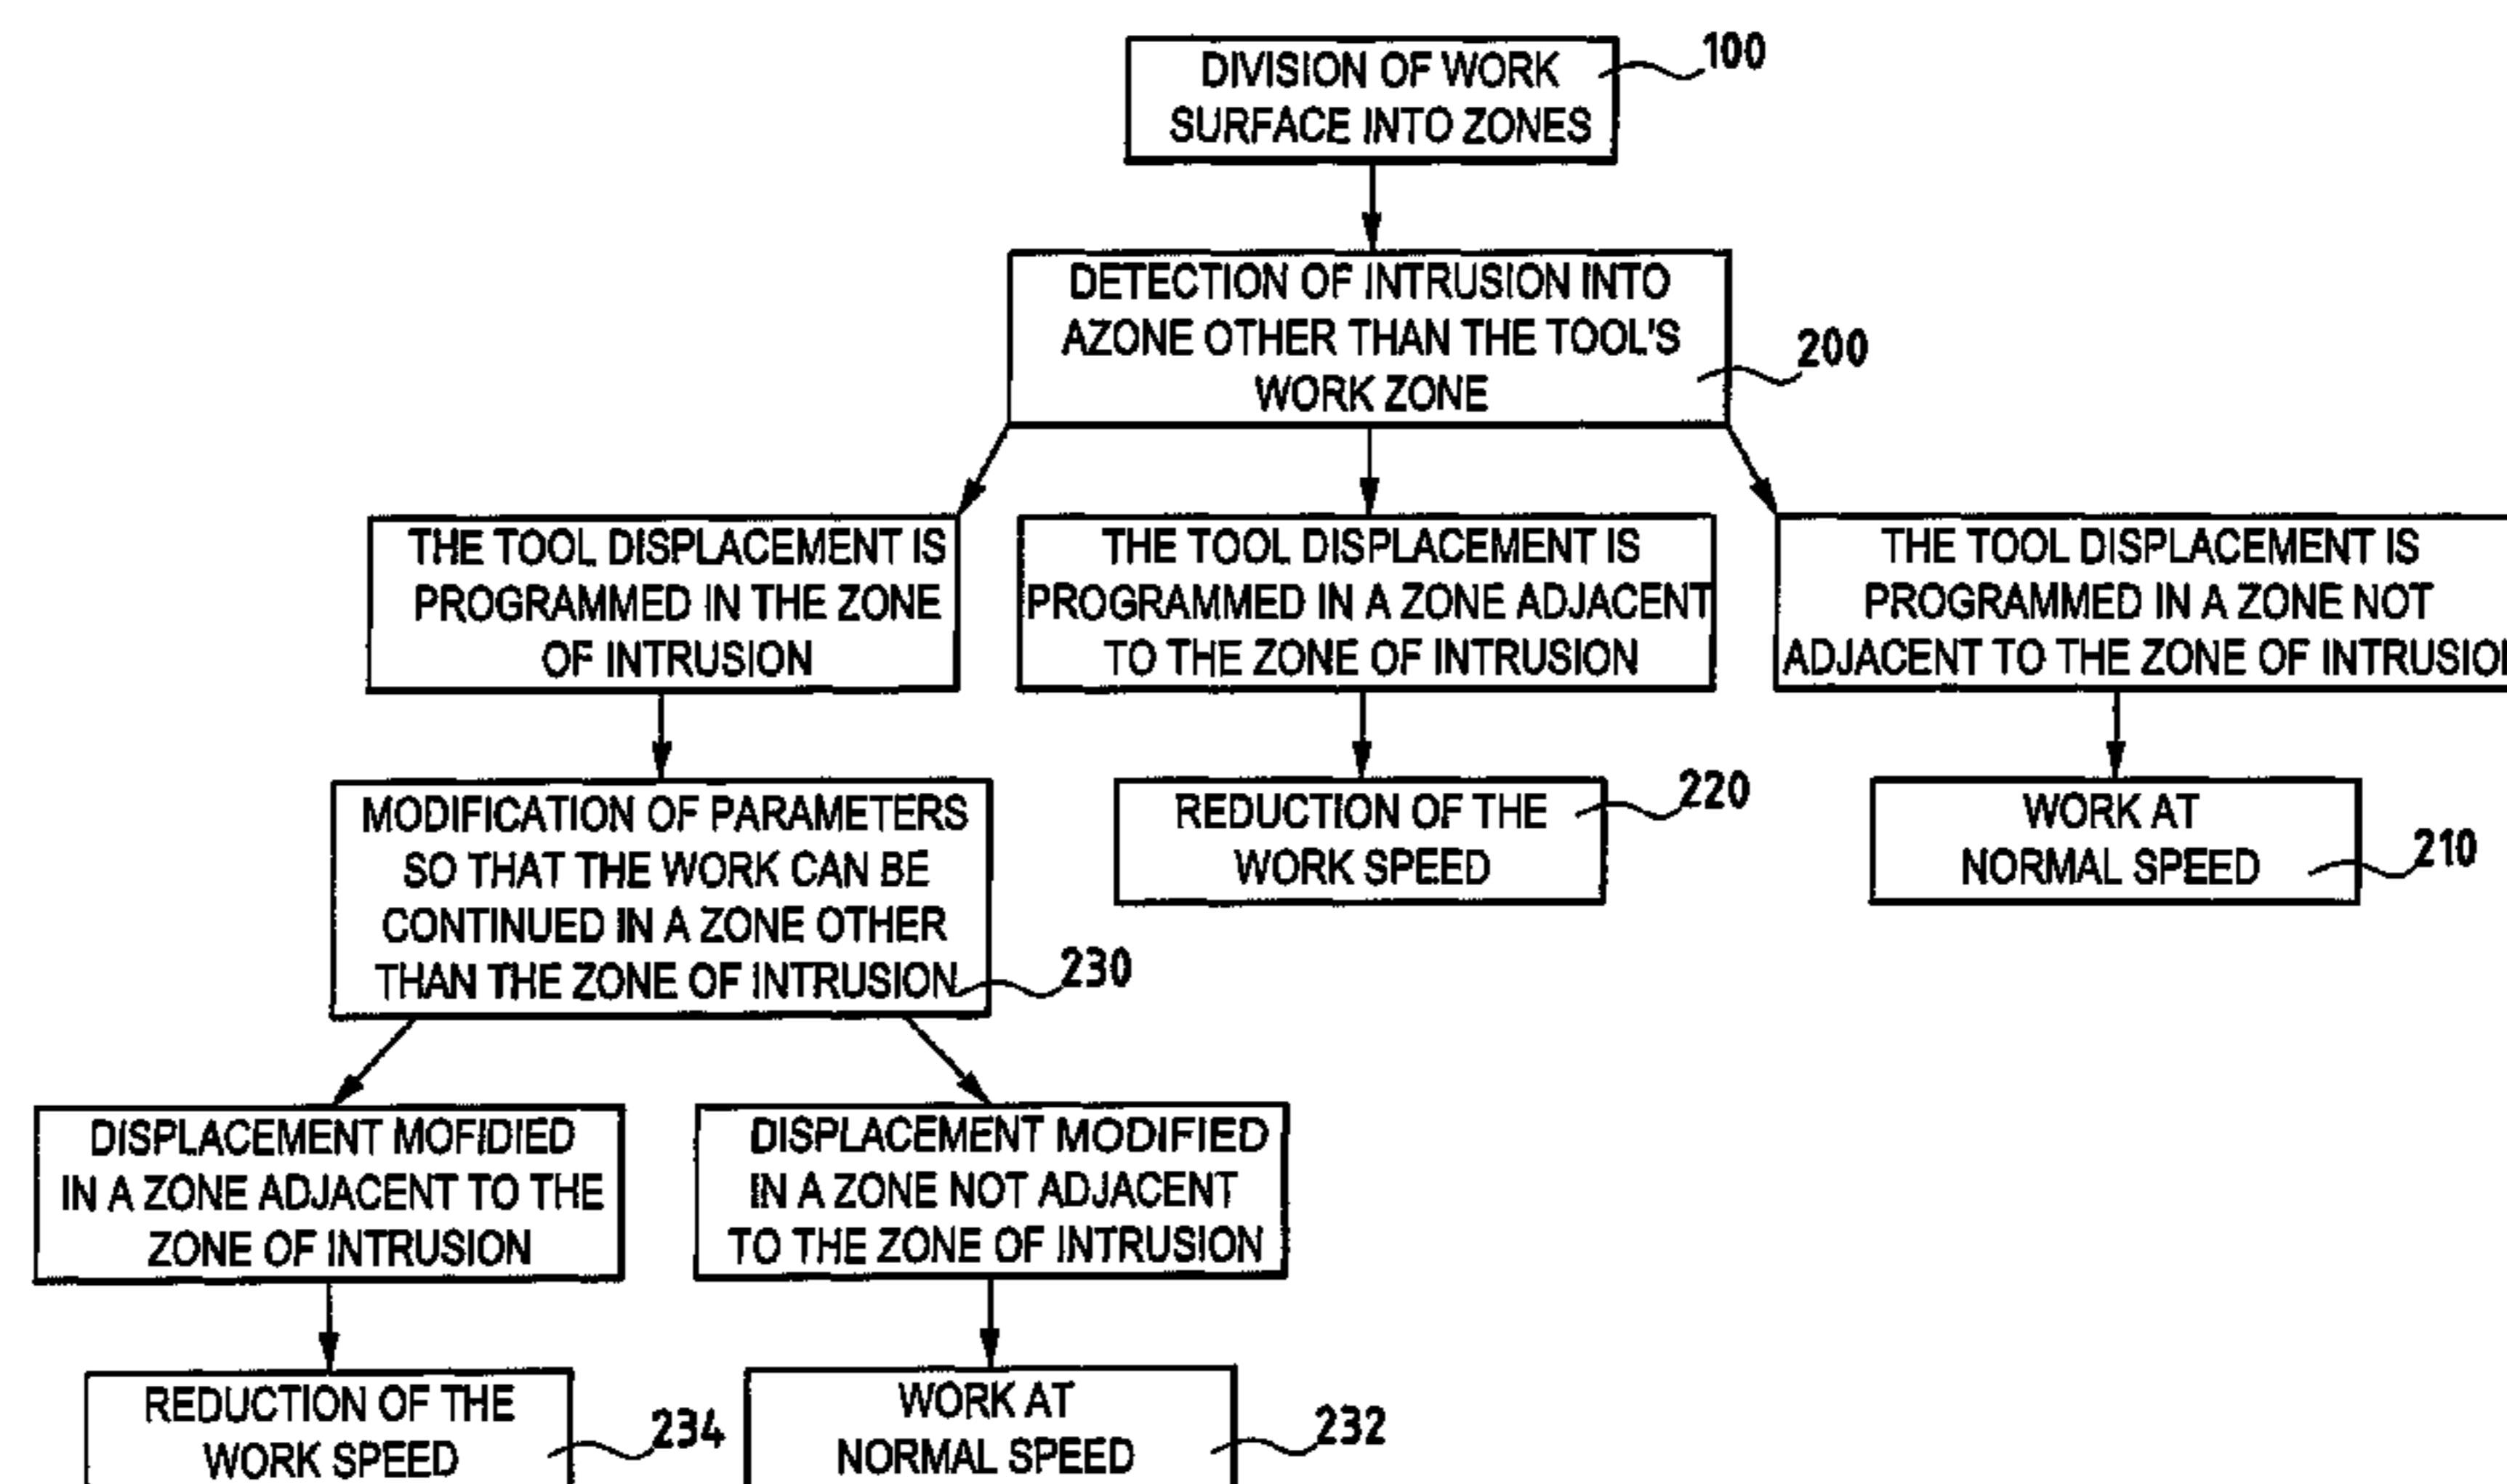 DIVISION OF WORK
SURFACE INTO ZONES
100
DETECTION OF INTRUSION INTO
AZONE OTHER THAN THE TOOL'S
WORK ZONE
200
THE TOOL DISPLACEMENT IS
PROGRAMMED IN THE ZONE
OF INTRUSION
THE TOOL DISPLACEMENT IS
PROGRAMMED IN A ZONE ADJACENT
TO THE ZONE OF INTRUSION
THE TOOL DISPLACEMENT IS
PROGRAMMED IN A ZONE NOT
ADJACENT TO THE ZONE OF INTRUSION
MODIFICATION OF PARAMETERS
SO THAT THE WORK CAN BE
CONTINUED IN A ZONE OTHER
THAN THE ZONE OF INTRUSION
230
REDUCTION OF THE
WORK SPEED
220
WORK AT
NORMAL SPEED
210
DISPLACEMENT MOFIDIED
IN A ZONE ADJACENT TO THE
ZONE OF INTRUSION
DISPLACEMENT MODIFIED
IN A ZONE NOT ADJACENT
TO THE ZONE OF INTRUSION
REDUCTION OF THE
WORK SPEED
234
WORK AT
NORMAL SPEED
232